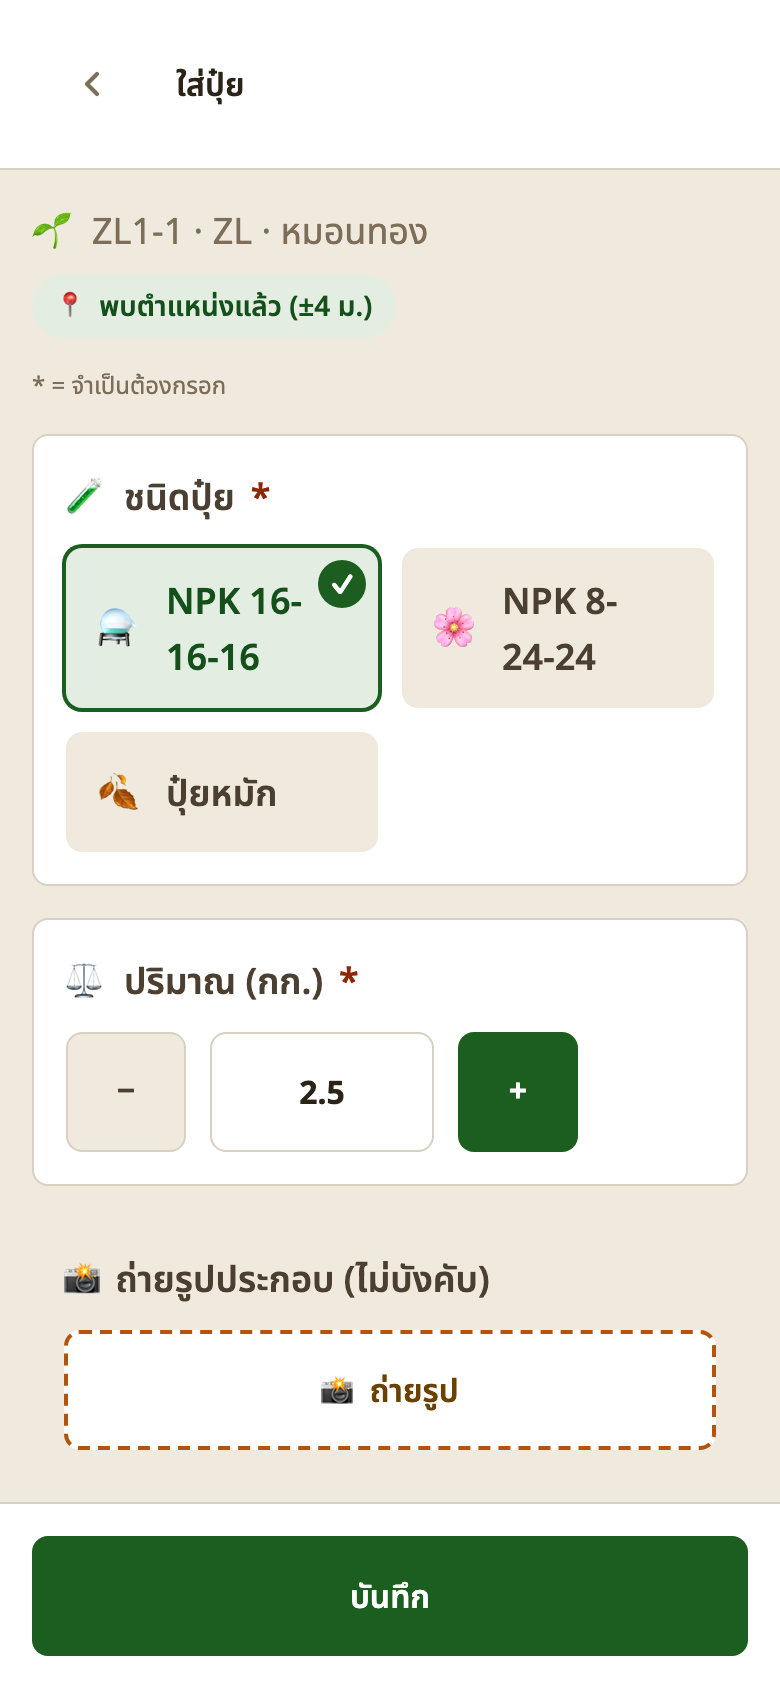 ใส่ปุ๋ย
ZL1-1 · ZL · หมอนทอง
พบตำแหน่งแล้ว (±4 ม.)
* = จำเป็นต้องกรอก
ชนิดปุ๋ย *
NPK 16-
16-16
NPK 8-
24-24
ปุ๋ยหมัก
ปริมาณ (กก.) *
−
2.5
+
ถ่ายรูปประกอบ (ไม่บังคับ)
ถ่ายรูป
บันทึก